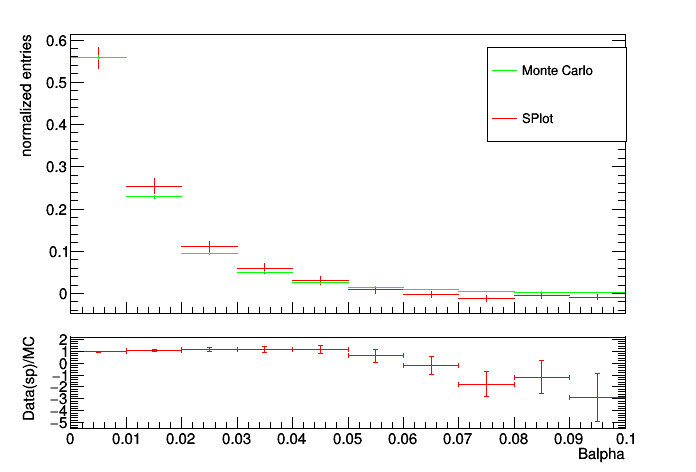 normalized entries
0.6
0.5
0.4
0.3
0.2
0.1
0
Monte Carlo
SPlot
Data(sp)/MC
2
1
0
−1
−2
−3
−4
−5
0 0.01 0.02 0.03 0.04 0.05 0.06 0.07 0.08 0.09 0.1
Balpha